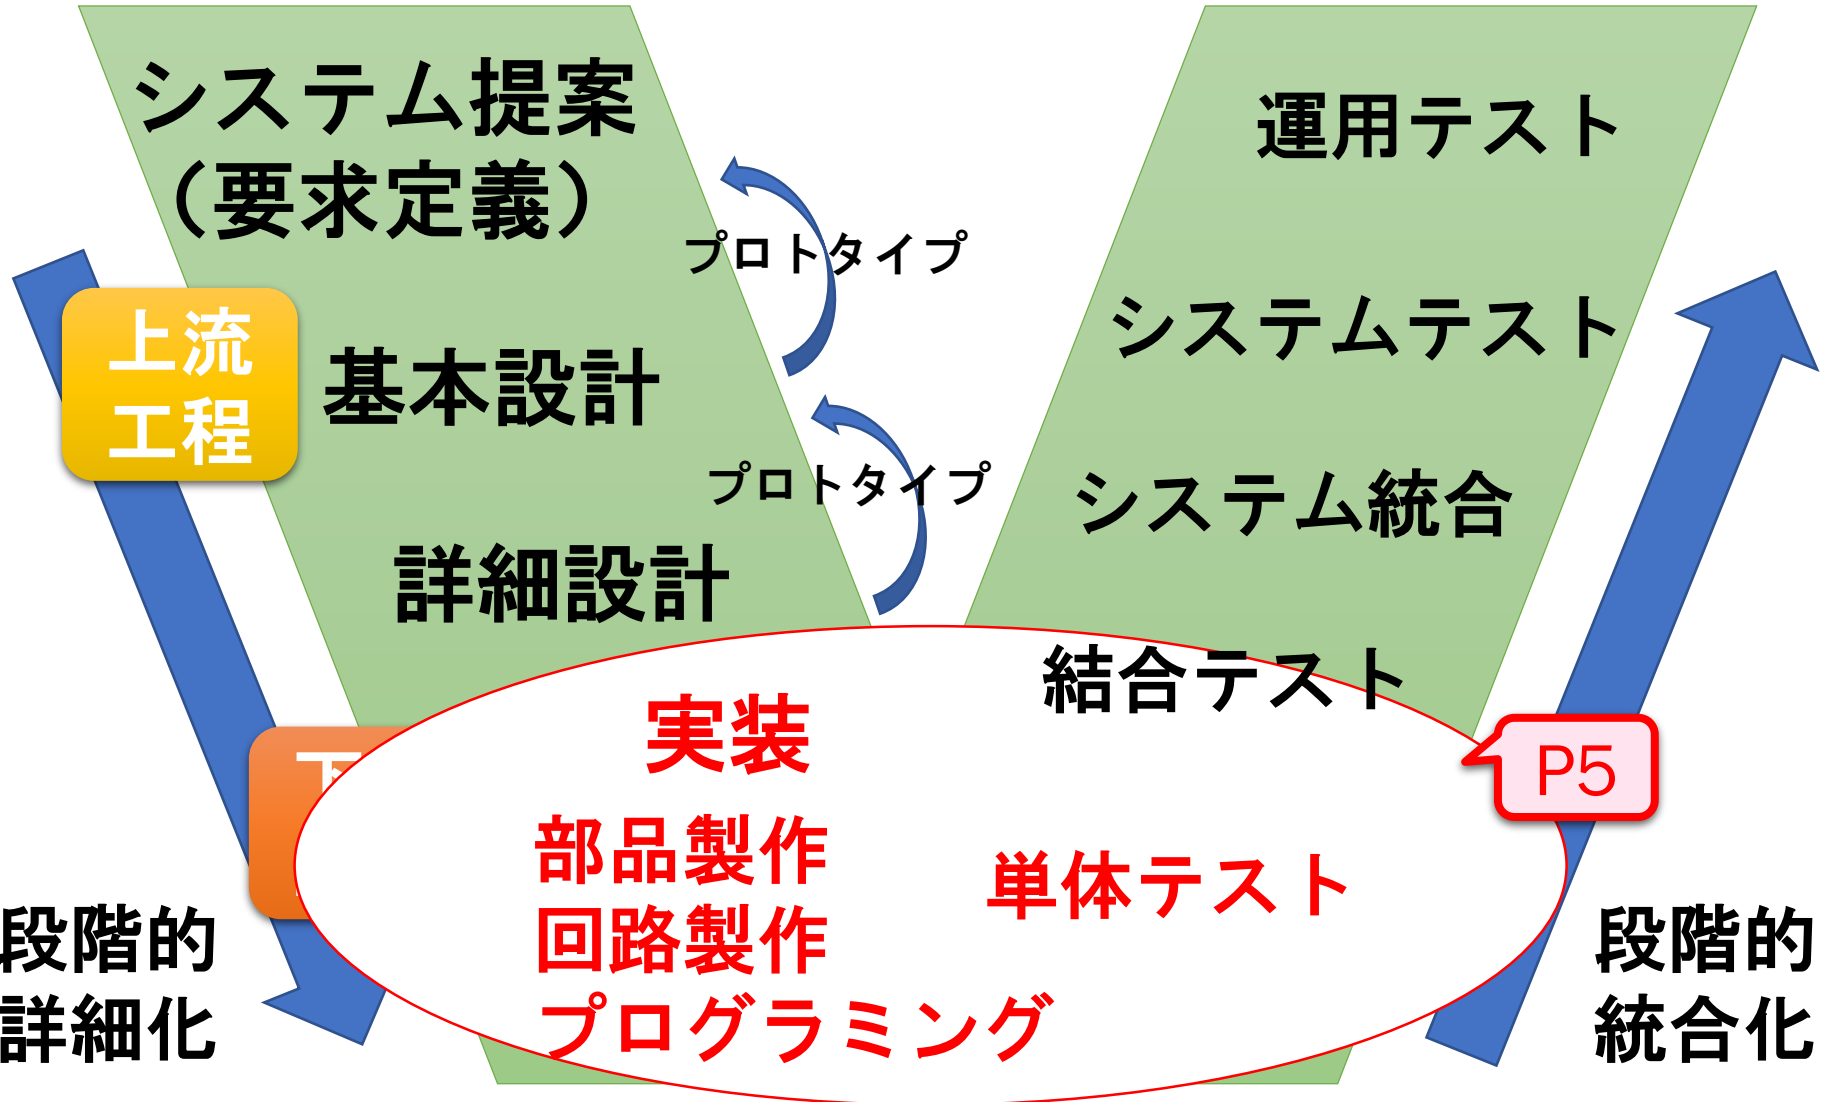 システム提案
（要求定義）
プロトタイプ
上流
工程
基本設計
プロトタイプ
詳細設計
実装
部品製作
回路製作
プログラミング
段階的
詳細化
運用テスト
システムテスト
システム統合
結合テスト
P5
単体テスト
段階的
統合化